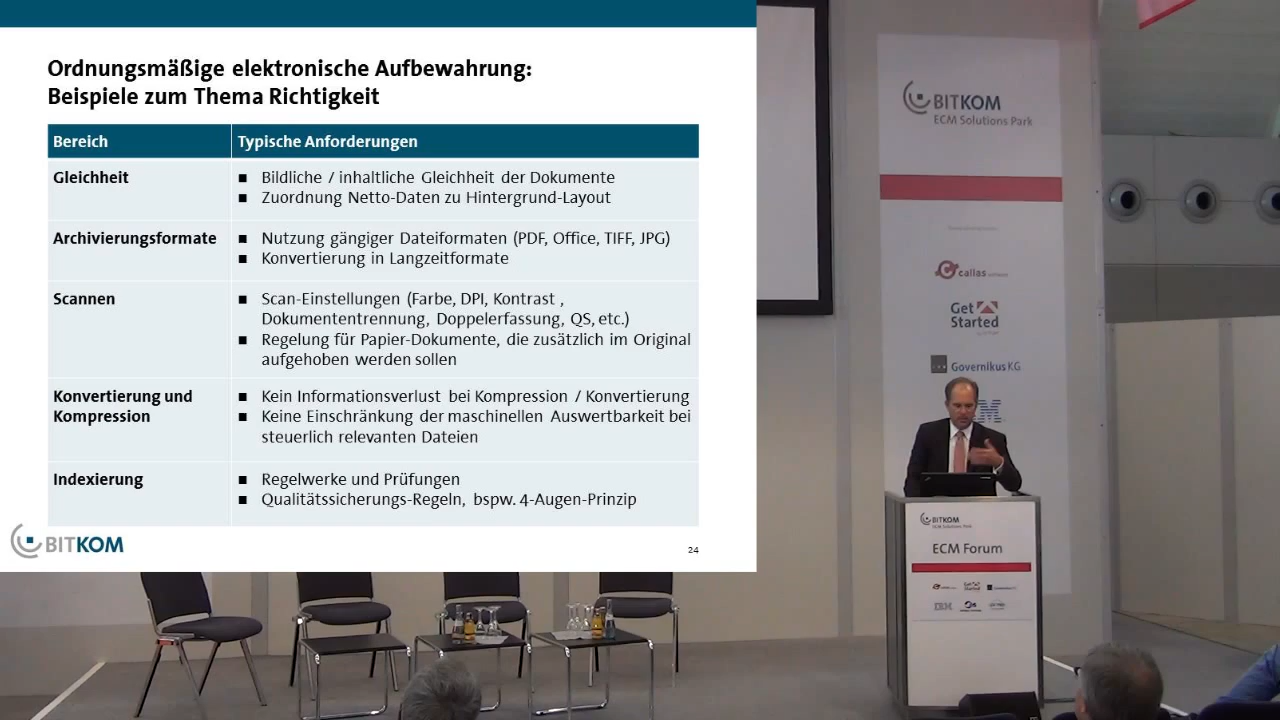 Ordnungsmäßige elektronische Aufbewahrung:
Beispiele zum Thema Richtigkeit
Bereich
Typische Anforderungen
Gleichheit
■ Bildliche / inhaltliche Gleichheit der Dokumente
■ Zuordnung Netto-Daten zu Hintergrund-Layout
Archivierungsformate
■ Nutzung gängiger Dateiformaten (PDF, Office, TIFF, JPG)
■ Konvertierung in Langzeitformate
Scannen
■ Scan-Einstellungen (Farbe, DPI, Kontrast ,
Dokumententrennung, Doppelerfassung, QS, etc.)
■ Regelung für Papier-Dokumente, die zusätzlich im Original
aufgehoben werden sollen
Konvertierung und
Kompression
■ Kein Informationsverlust bei Kompression / Konvertierung
■ Keine Einschränkung der maschinellen Auswertbarkeit bei
steuerlich relevanten Dateien
Indexierung
■ Regelwerke und Prüfungen
■ Qualitätssicherungs-Regeln, bspw. 4-Augen-Prinzip
BITKOM
24
BITKOM
ECM Solutions Park
callas software
Get
Started
Governikus KG
BITKOM
ECM Solutions Park
ECM Forum
IBM